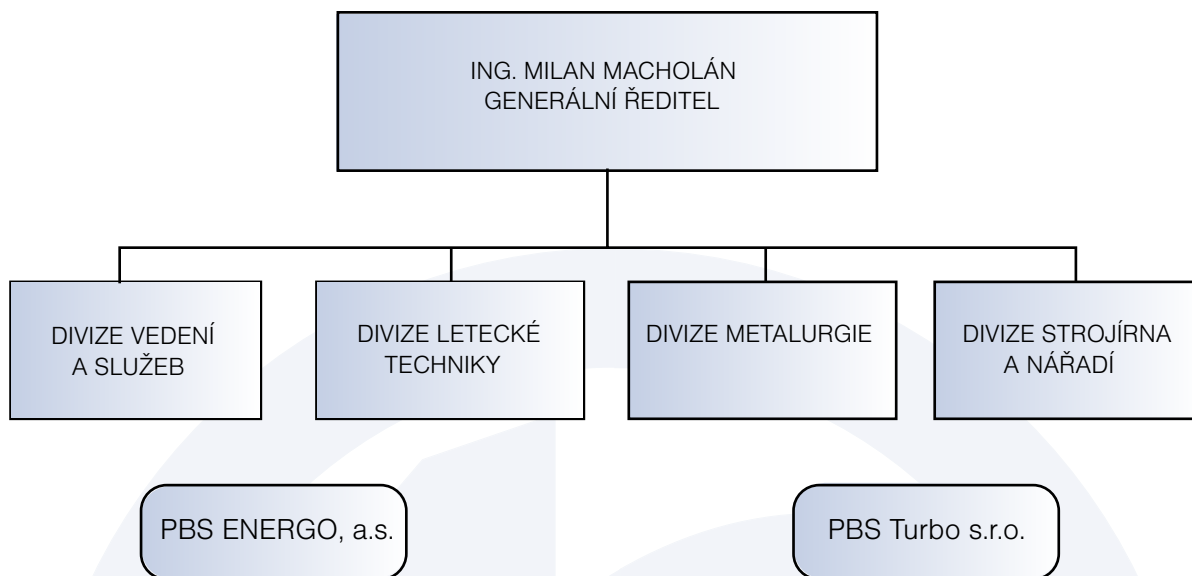 ING. MILAN MACHOLÁN
GENERÁLNÍ ŘEDITEL
DIVIZE VEDENÍ
A SLUŽEB
DIVIZE LETECKÉ
TECHNIKY
DIVIZE METALURGIE
DIVIZE STROJÍRNA
A NÁŘADÍ
PBS ENERGO, a.s.
PBS Turbo s.r.o.